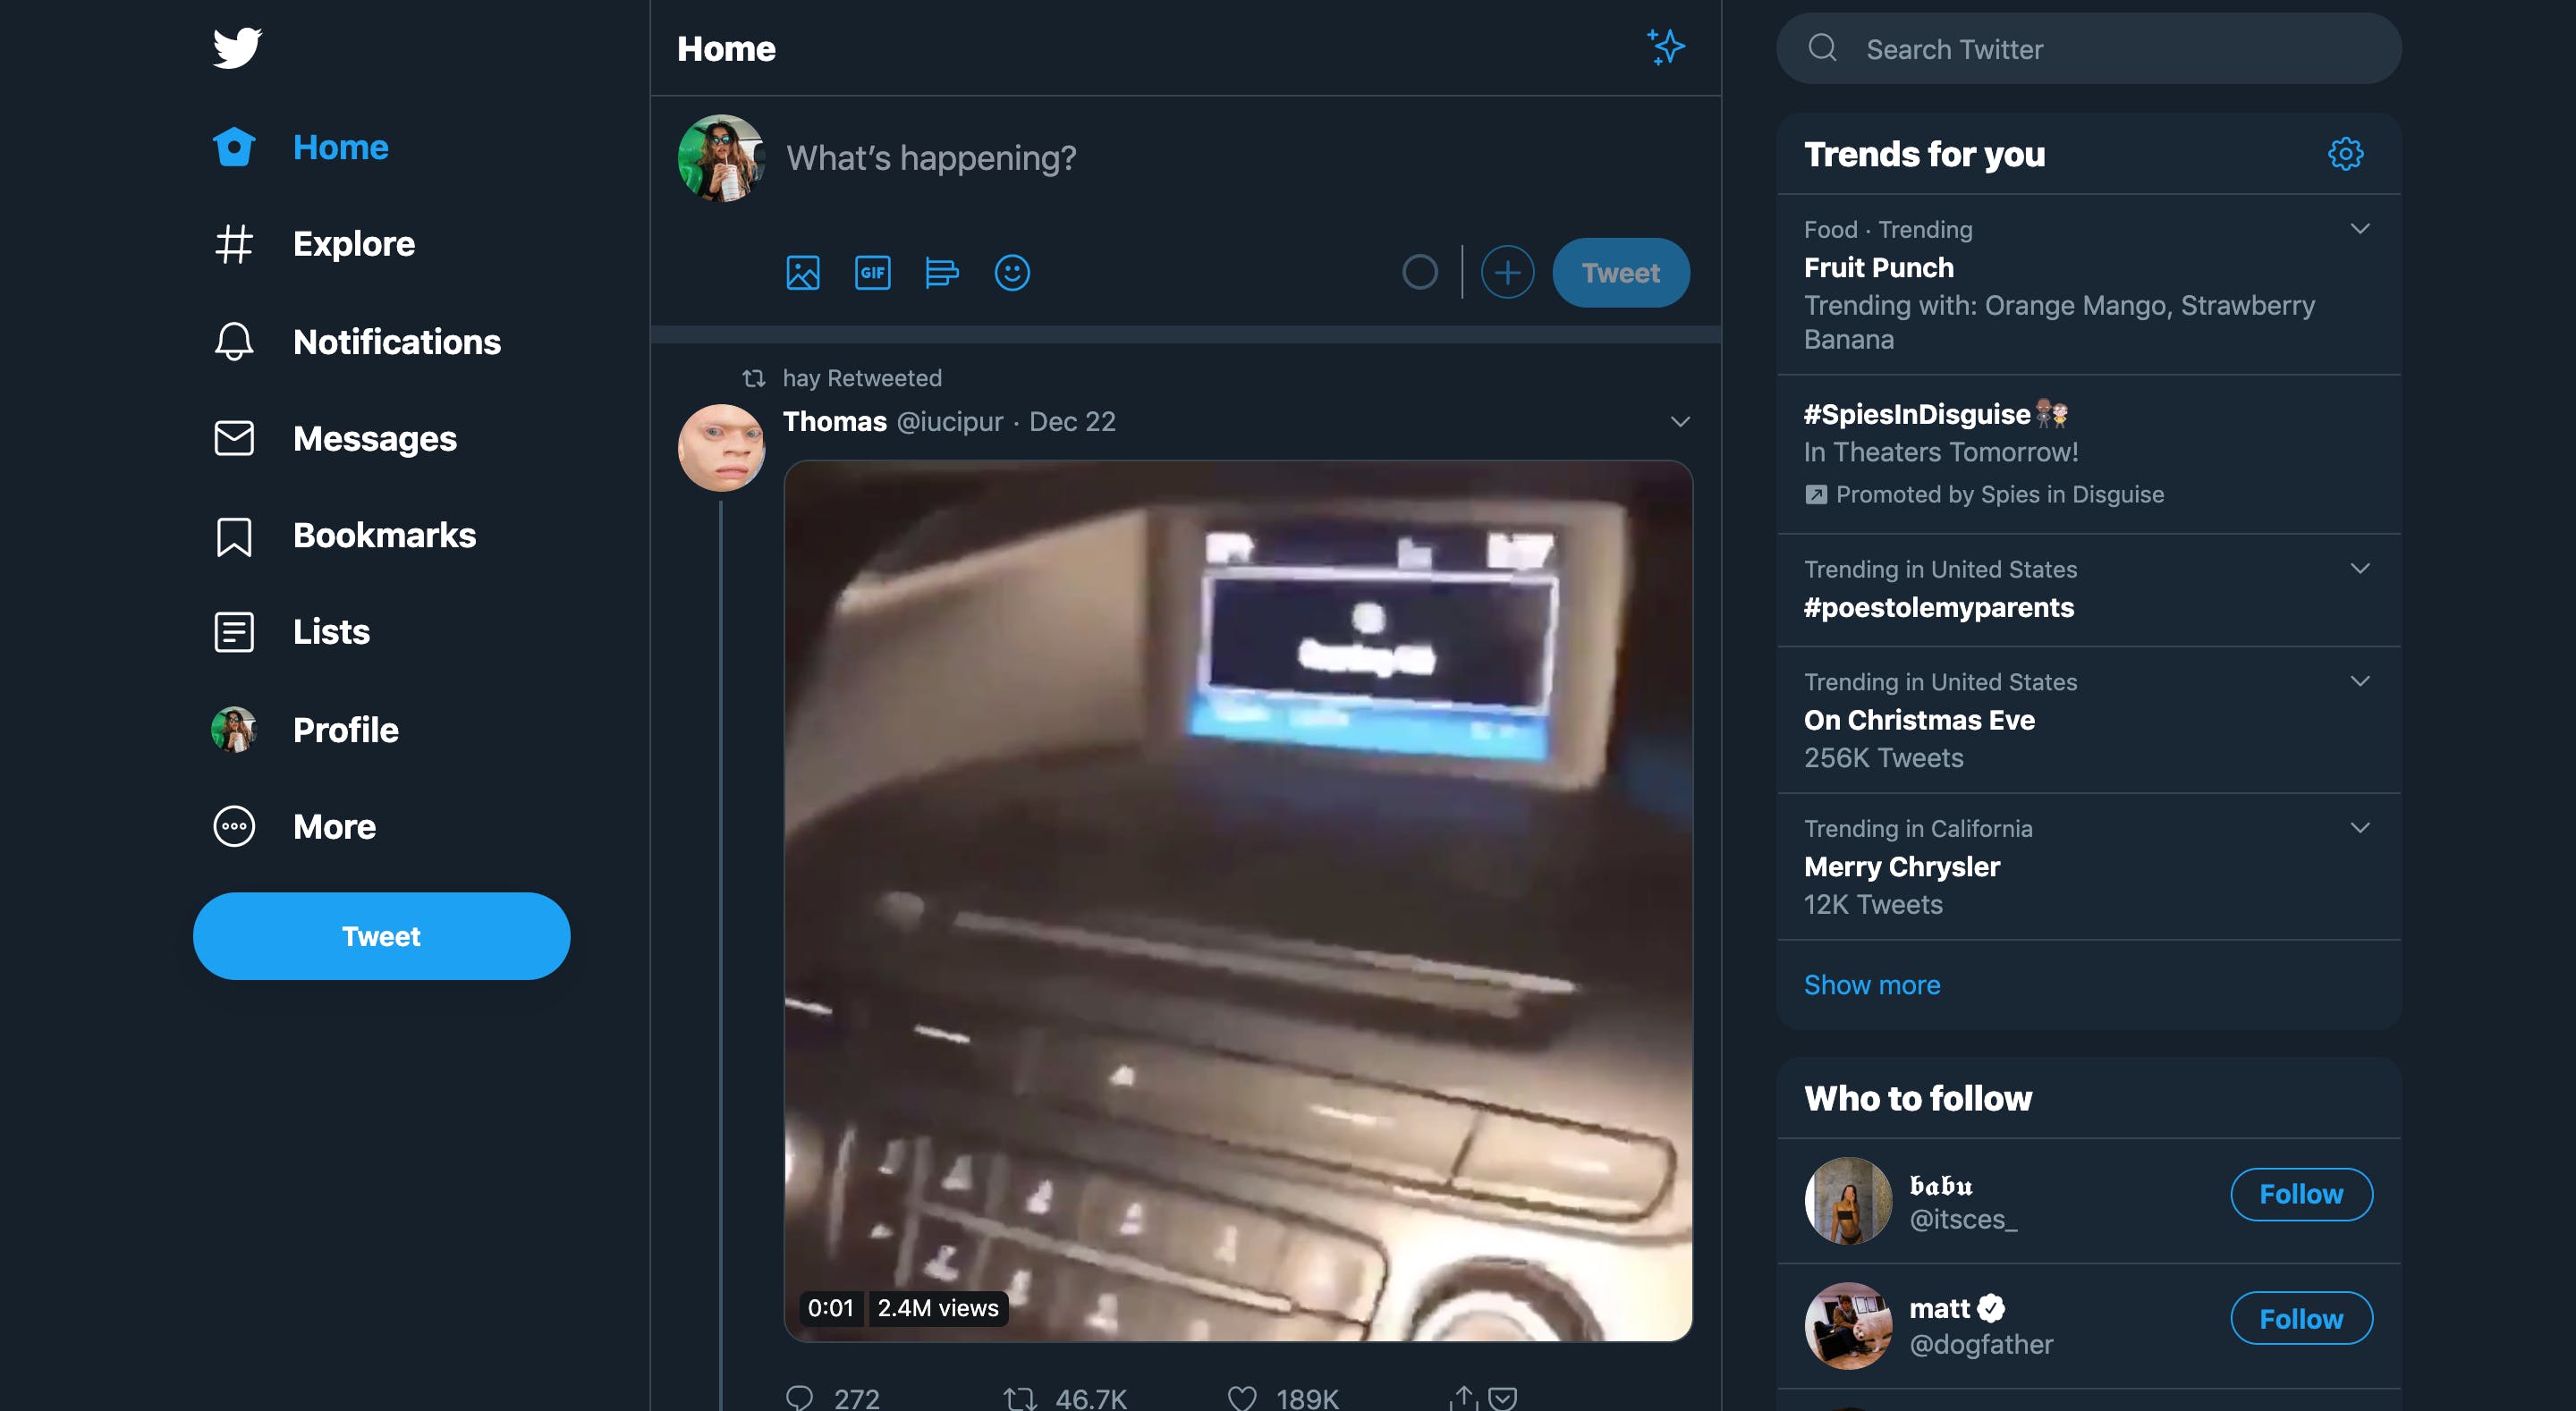 Home
Explore
Notifications
Messages
Bookmarks
Lists
Profile
More
Tweet
Home
What's happening?
GIF
Tweet
hay Retweeted
Thomas @iucipur · Dec 22
0:01 2.4M views
272 46.7K 189K
Search Twitter
Trends for you
Food · Trending
Fruit Punch
Trending with: Orange Mango, Strawberry
Banana
#SpiesInDisguise
In Theaters Tomorrow!
Promoted by Spies in Disguise
Trending in United States
#poestolemyparents
Trending in United States
On Christmas Eve
256K Tweets
Trending in California
Merry Chrysler
12K Tweets
Show more
Who to follow
𝖇𝖆𝖇𝖚
@itsces_
Follow
matt
@dogfather
Follow